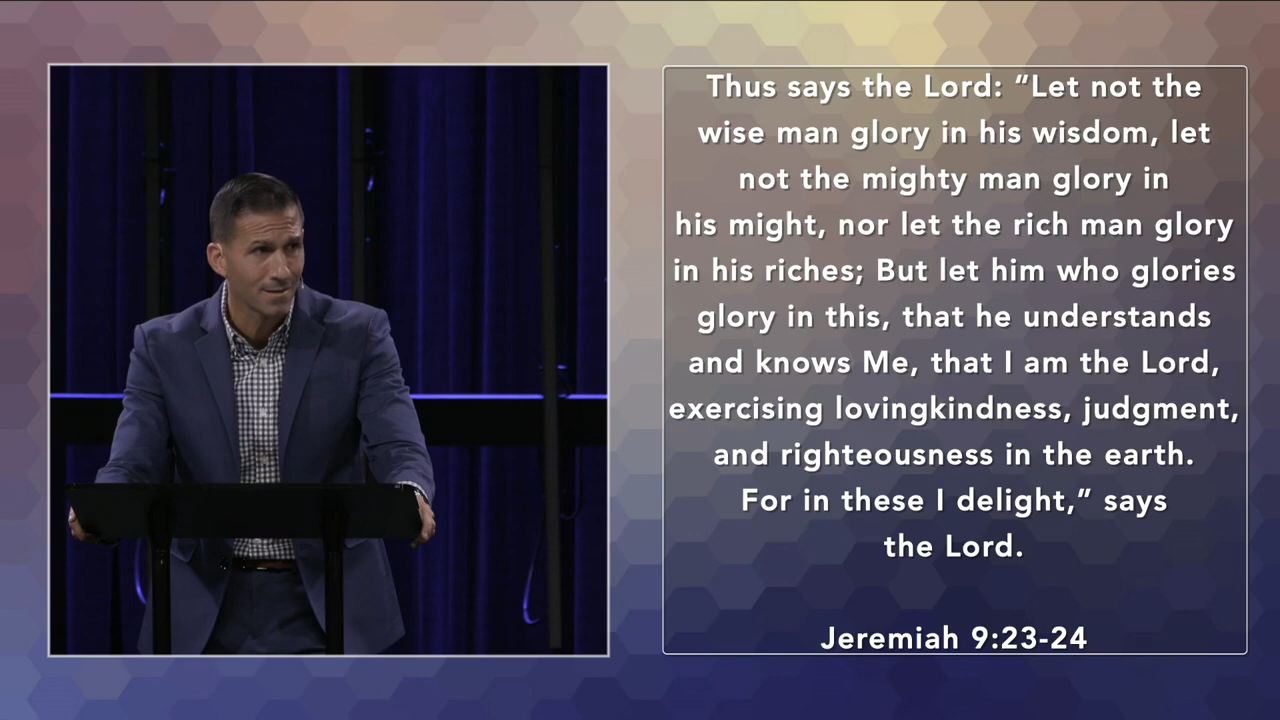 Thus says the Lord: “Let not the
wise man glory in his wisdom, let
not the mighty man glory in
his might, nor let the rich man glory
in his riches; But let him who glories
glory in this, that he understands
and knows Me, that I am the Lord,
exercising lovingkindness, judgment,
and righteousness in the earth.
For in these I delight,” says
the Lord.
Jeremiah 9:23-24